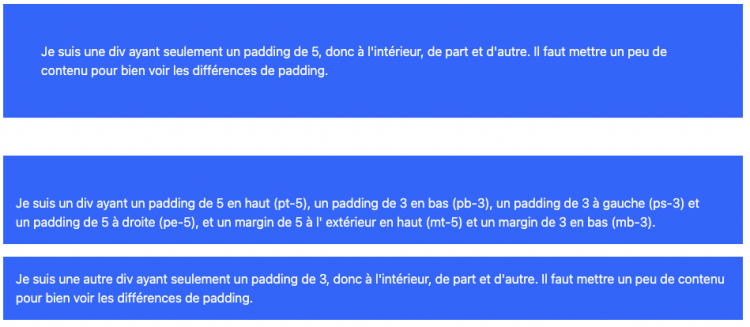 Je suis une div ayant seulement un padding de 5, donc à l'intérieur, de part et d'autre. Il faut mettre un peu de
contenu pour bien voir les différences de padding.
Je suis un div ayant un padding de 5 en haut (pt-5), un padding de 3 en bas (pb-3), un padding de 3 à gauche (ps-3) et
un padding de 5 à droite (pe-5), et un margin de 5 à l' extérieur en haut (mt-5) et un margin de 3 en bas (mb-3).
Je suis une autre div ayant seulement un padding de 3, donc à l'intérieur, de part et d'autre. Il faut mettre un peu de contenu
pour bien voir les différences de padding.